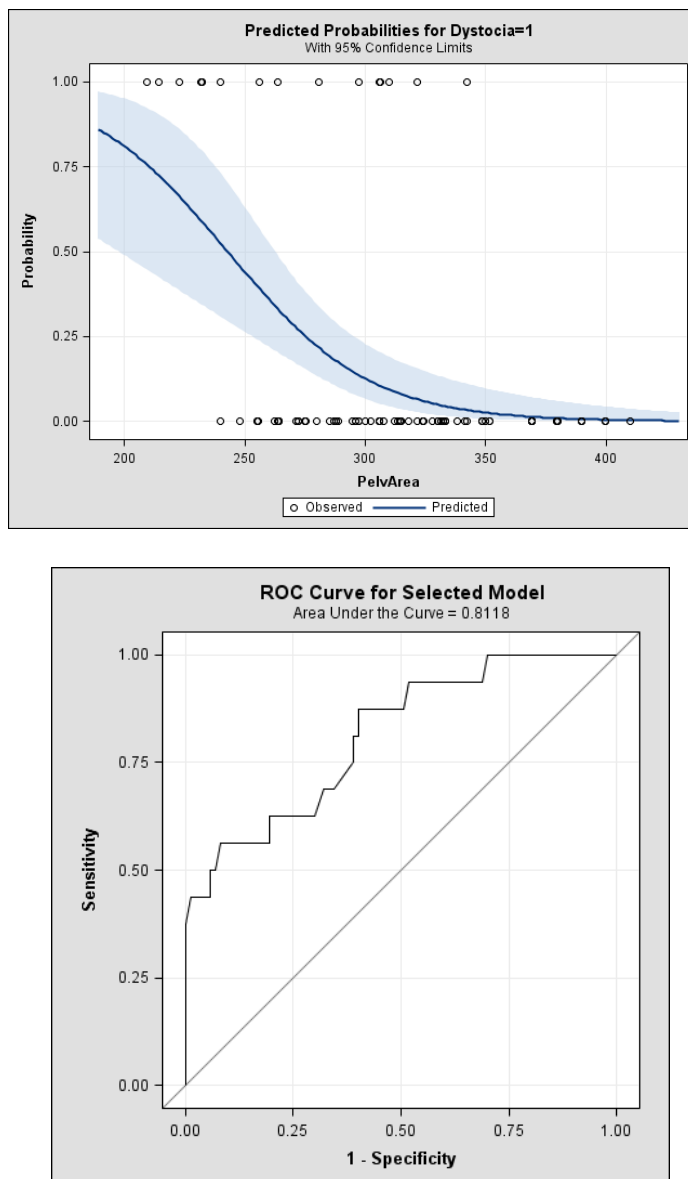 Predicted Probabilities for Dystocia=1
With 95% Confidence Limits
1.00
0.75
0.50
0.25
0.00
Probability
200 250 300 350 400
PelvArea
Observed Predicted
ROC Curve for Selected Model
Area Under the Curve = 0.8118
1.00
0.75
0.50
0.25
0.00
Sensitivity
0.00 0.25 0.50 0.75 1.00
1 - Specificity